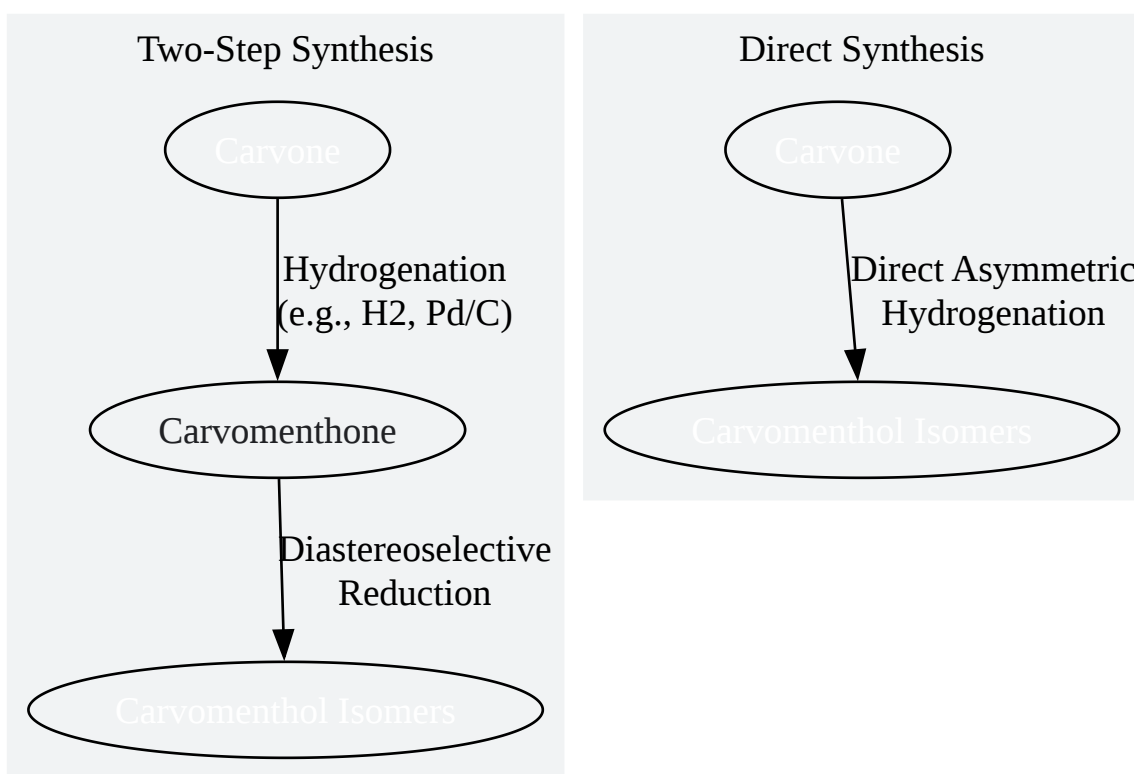 Two-Step Synthesis
Carvone
Hydrogenation
(e.g., H2, Pd/C)
Carvomenthone
Diastereoselective
Reduction
Carvomenthol Isomers
Direct Synthesis
Carvone
Direct Asymmetric
Hydrogenation
Carvomenthol Isomers